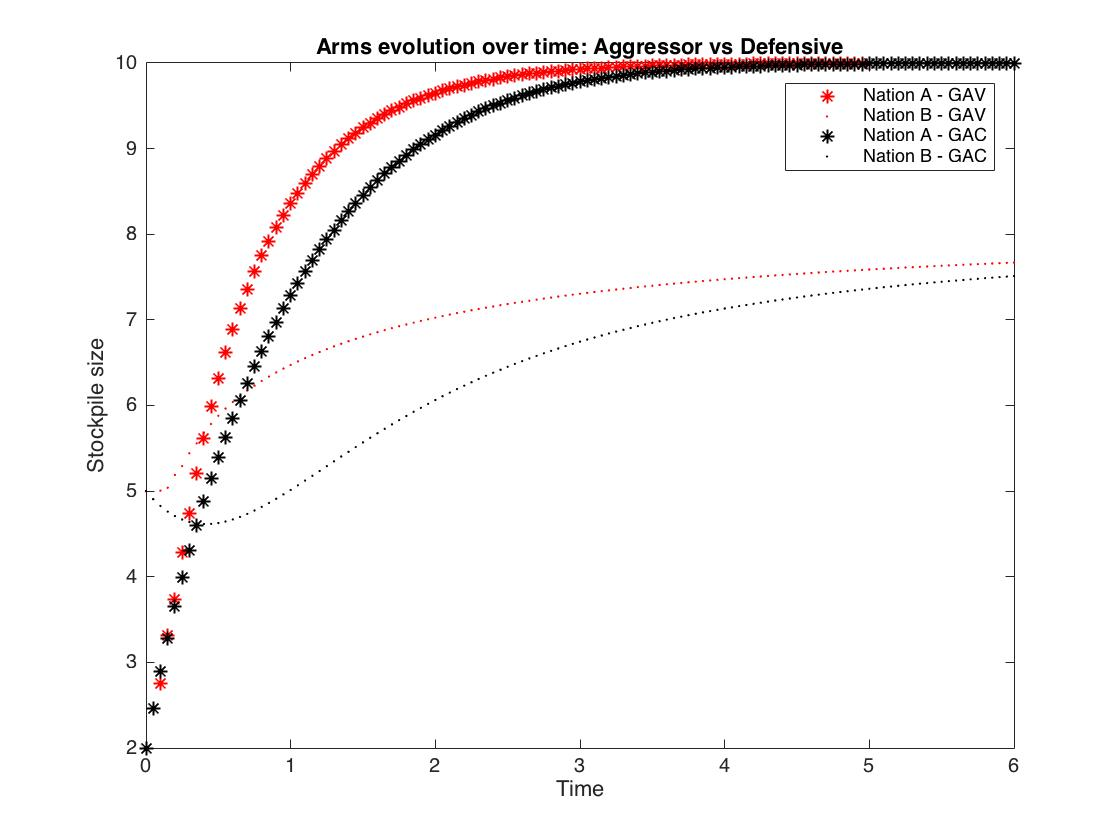 Arms evolution over time: Aggressor vs Defensive
10
9
8
7
6
5
4
3
2
Stockpile size
Nation A - GAV
Nation B - GAV
Nation A - GAC
Nation B - GAC
0 1 2 3 4 5 6
Time